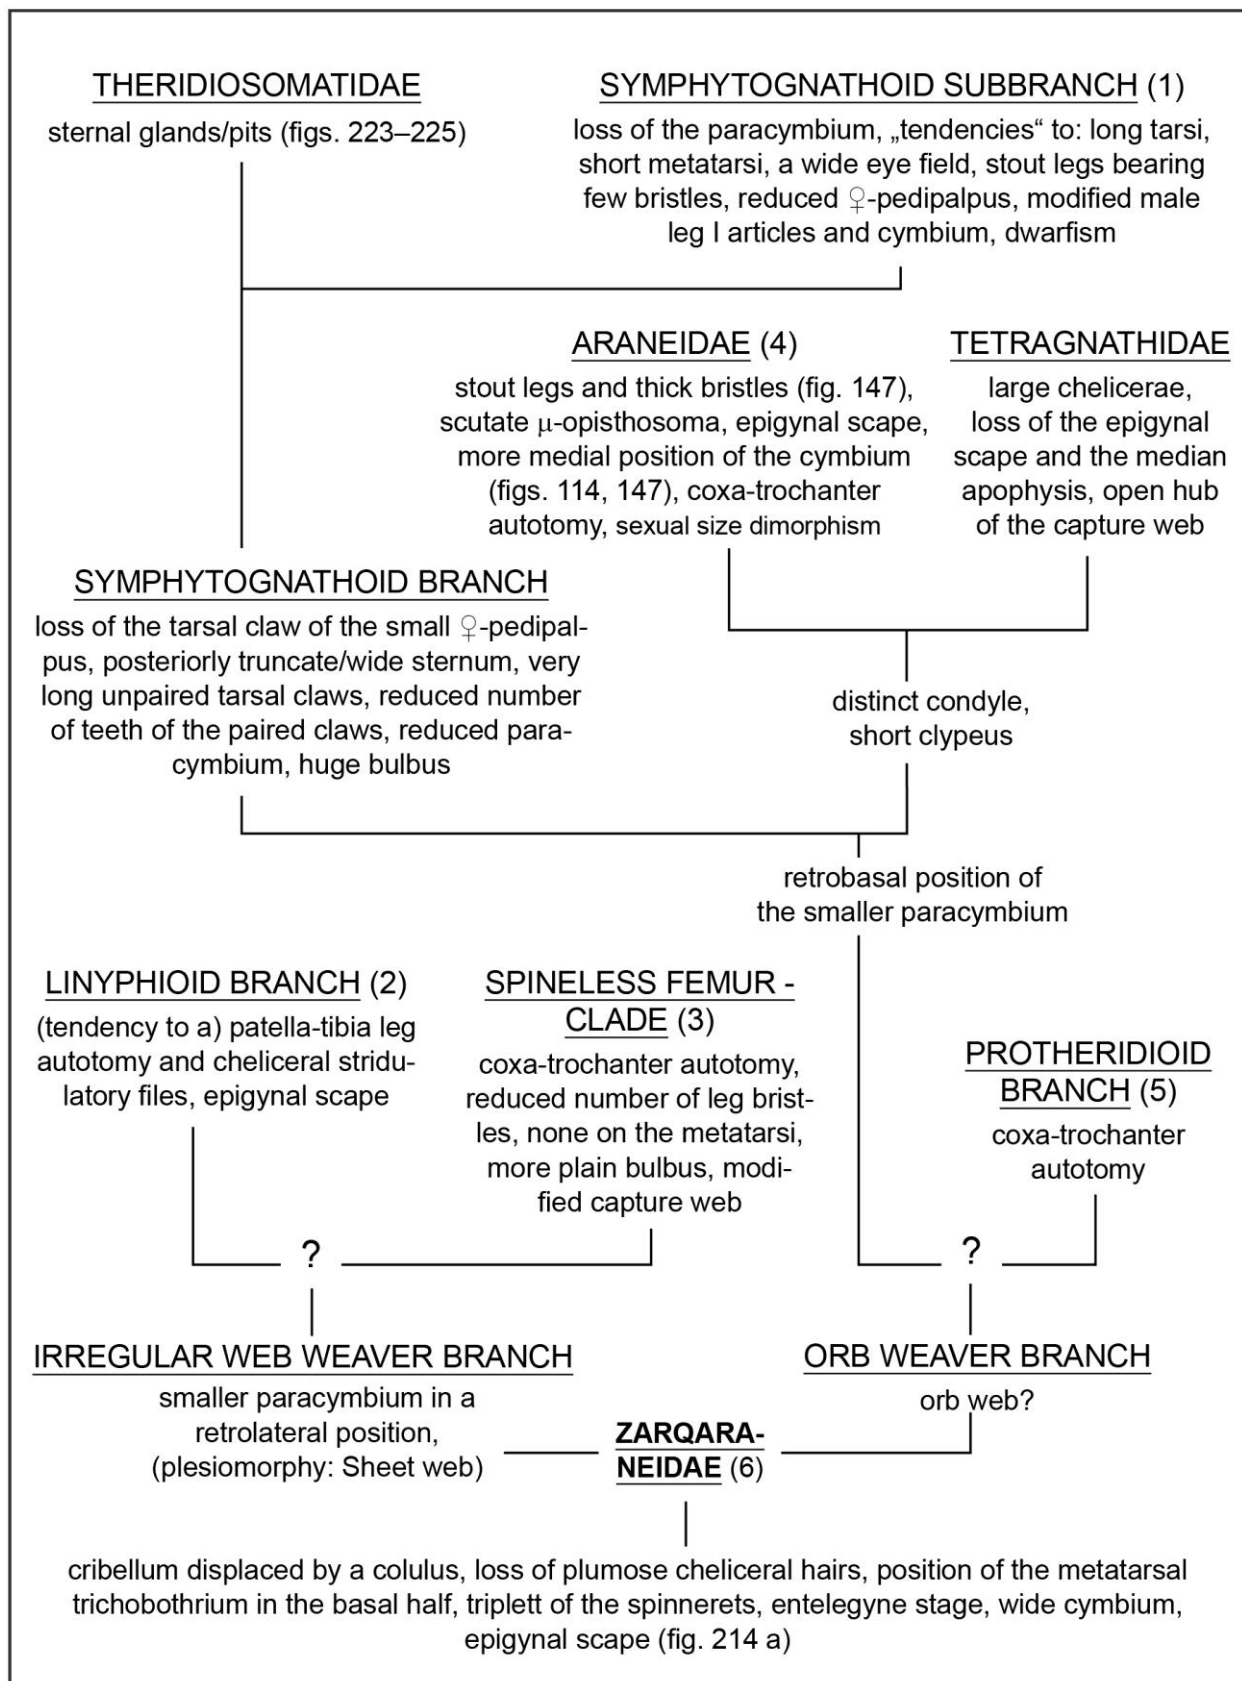 THERIDIOSOMATIDAE
sternal glands/pits (figs. 223–225)
SYMPHYTOGNATHOID SUBBRANCH (1)
loss of the paracymbium, „tendencies“ to: long tarsi,
short metatarsi, a wide eye field, stout legs bearing
few bristles, reduced ♀-pedipalpus, modified male
leg I articles and cymbium, dwarfism
ARANEIDAE (4)
stout legs and thick bristles (fig. 147),
scutate μ-opisthosoma, epigynal scape,
more medial position of the cymbium
(figs. 114, 147), coxa-trochanter
autotomy, sexual size dimorphism
TETRAGNATHIDAE
large chelicerae,
loss of the epigynal
scape and the median
apophysis, open hub
of the capture web
SYMPHYTOGNATHOID BRANCH
loss of the tarsal claw of the small ♀-pedipal-
pus, posteriorly truncate/wide sternum, very
long unpaired tarsal claws, reduced number
of teeth of the paired claws, reduced para-
cymbium, huge bulbus
distinct condyle,
short clypeus
retrobasal position of
the smaller paracymbium
LINYPHIOID BRANCH (2)
(tendency to a) patella-tibia leg
autotomy and cheliceral stridu-
latory files, epigynal scape
SPINELESS FEMUR -
CLADE (3)
coxa-trochanter autotomy,
reduced number of leg brist-
les, none on the metatarsi,
more plain bulbus, modi-
fied capture web
PROTHERIDIOID
BRANCH (5)
coxa-trochanter
autotomy
?
?
IRREGULAR WEB WEAVER BRANCH
smaller paracymbium in a
retrolateral position,
(plesiomorphy: Sheet web)
ORB WEAVER BRANCH
orb web?
ZARQARA-
NEIDAE (6)
cribellum displaced by a colulus, loss of plumose cheliceral hairs, position of the metatarsal
trichobothrium in the basal half, triplett of the spinnerets, entelegyne stage, wide cymbium,
epigynal scape (fig. 214 a)